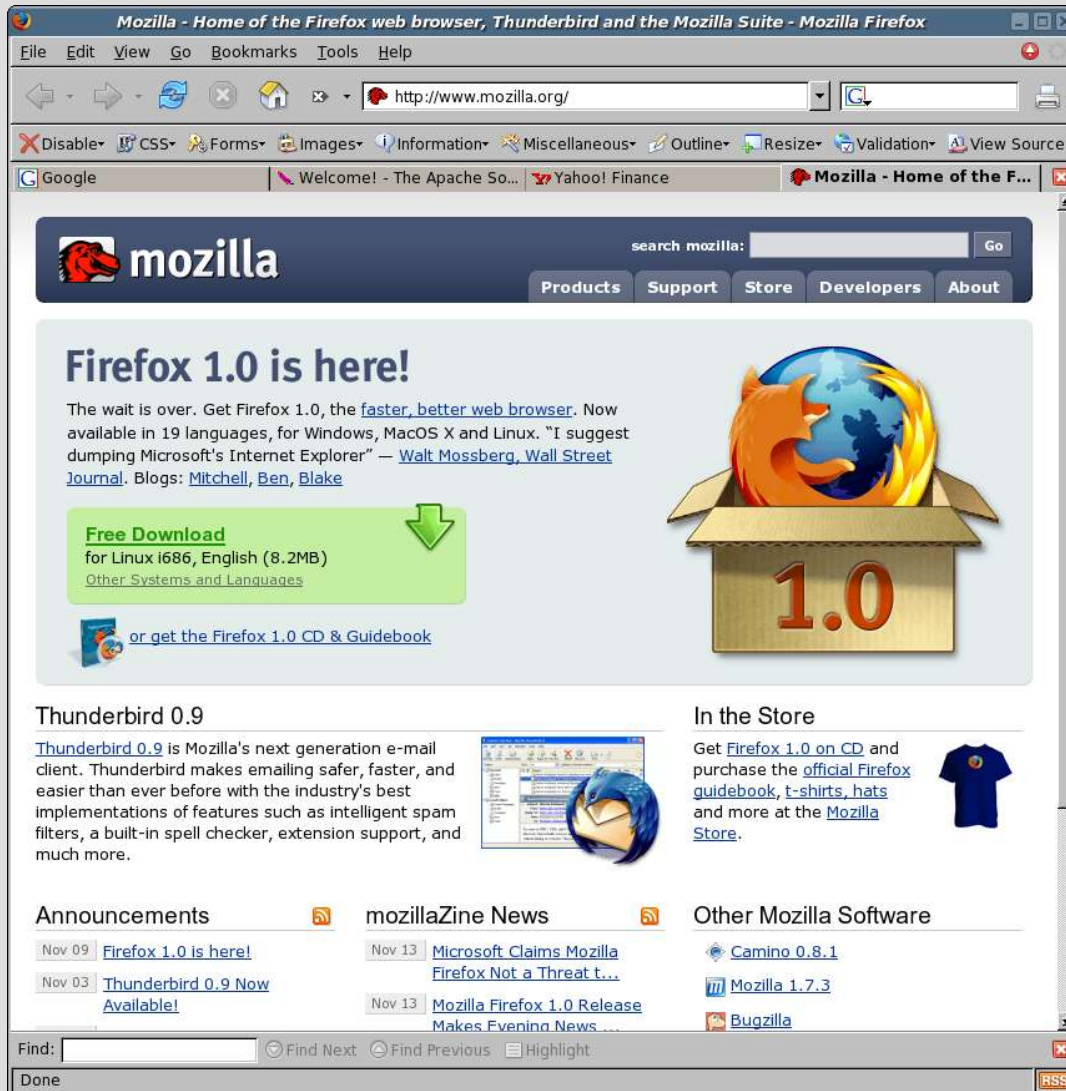 Mozilla - Home of the Firefox web browser, Thunderbird and the Mozilla Suite - Mozilla Firefox
File Edit View Go Bookmarks Tools Help
http://www.mozilla.org/
G
Disable CSS Forms Images Information Miscellaneous Outline Resize Validation View Source
Google
Welcome! - The Apache So...
Yahoo! Finance
Mozilla - Home of the F...
mozilla
search mozilla: Go
Products Support Store Developers About
Firefox 1.0 is here!
The wait is over. Get Firefox 1.0, the faster, better web browser. Now
available in 19 languages, for Windows, MacOS X and Linux. “I suggest
dumping Microsoft's Internet Explorer” — Walt Mossberg, Wall Street
Journal. Blogs: Mitchell, Ben, Blake
Free Download
for Linux i686, English (8.2MB)
Other Systems and Languages
or get the Firefox 1.0 CD & Guidebook
1.0
Thunderbird 0.9
Thunderbird 0.9 is Mozilla's next generation e-mail
client. Thunderbird makes emailing safer, faster, and
easier than ever before with the industry's best
implementations of features such as intelligent spam
filters, a built-in spell checker, extension support, and
much more.
In the Store
Get Firefox 1.0 on CD and
purchase the official Firefox
guidebook, t-shirts, hats
and more at the Mozilla
Store.
Announcements
Nov 09 Firefox 1.0 is here!
Nov 03 Thunderbird 0.9 Now
Available!
mozillaZine News
Nov 13 Microsoft Claims Mozilla
Firefox Not a Threat t...
Nov 13 Mozilla Firefox 1.0 Release
Makes Evening News ...
Other Mozilla Software
Camino 0.8.1
Mozilla 1.7.3
Bugzilla
Find: Find Next Find Previous Highlight
Done
RSS